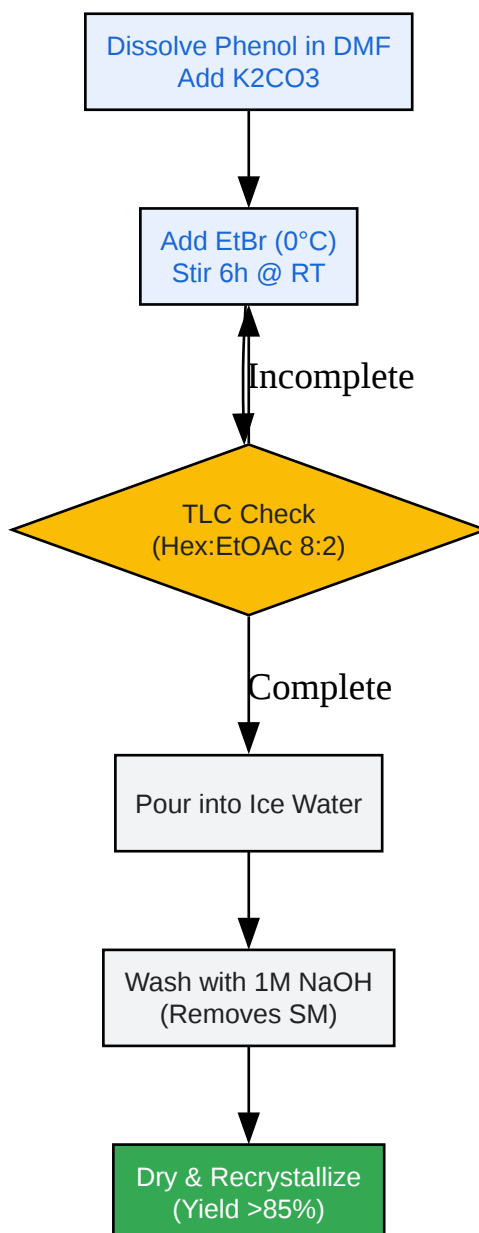 Dissolve Phenol in DMF
Add K2CO3
Add EtBr (0°C)
Stir 6h @ RT
Incomplete
TLC Check
(Hex:EtOAc 8:2)
Complete
Pour into Ice Water
Wash with 1M NaOH
(Removes SM)
Dry & Recrystallize
(Yield >85%)